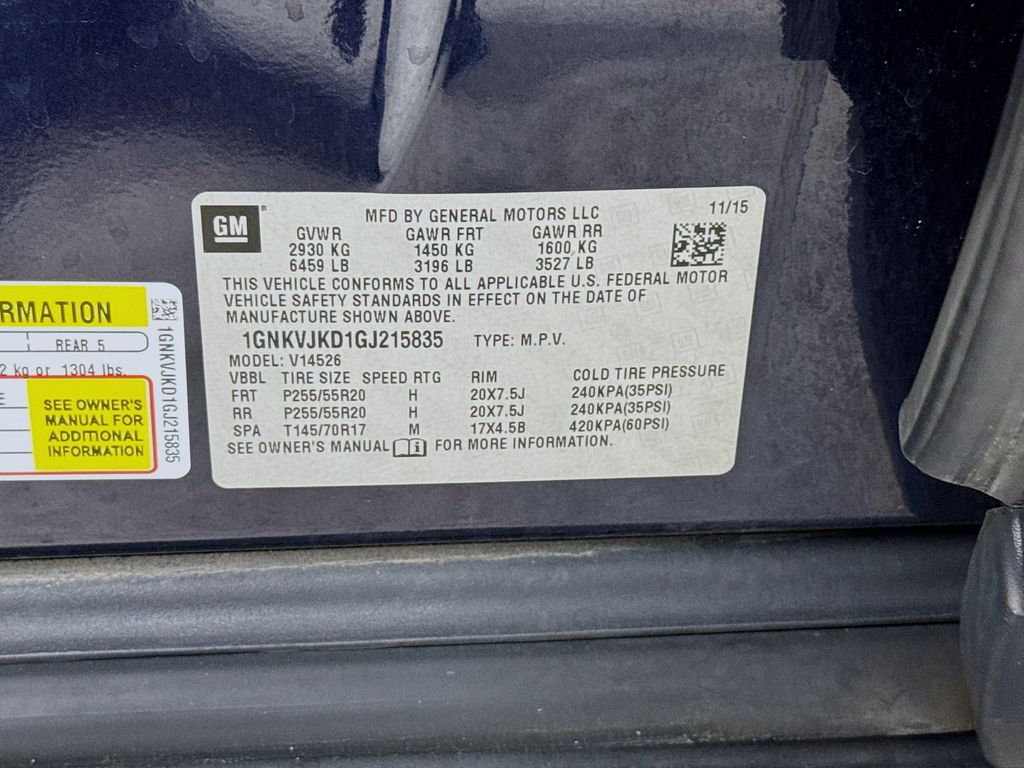 GM
®
MFD BY GENERAL MOTORS LLC
11/15
GVWR GAWR FRT GAWR RR
2930 KG 1450 KG 1600 KG
6459 LB 3196 LB 3527 LB
THIS VEHICLE CONFORMS TO ALL APPLICABLE U.S. FEDERAL MOTOR
VEHICLE SAFETY STANDARDS IN EFFECT ON THE DATE OF
MANUFACTURE SHOWN ABOVE.
1GNKVJKD1GJ215835 TYPE: M.P.V.
MODEL: V14526
VBBL TIRE SIZE SPEED RTG RIM COLD TIRE PRESSURE
FRT P255/55R20 H 20X7.5J 240KPA(35PSI)
RR P255/55R20 H 20X7.5J 240KPA(35PSI)
SPA T145/70R17 M 17X4.5B 420KPA(60PSI)
SEE OWNER'S MANUAL i FOR MORE INFORMATION.
RMATION
REAR 5
2 kg or 1304 lbs.
E
SEE OWNER'S
MANUAL FOR
ADDITIONAL
INFORMATION
1GNKVJKD1GJ215835